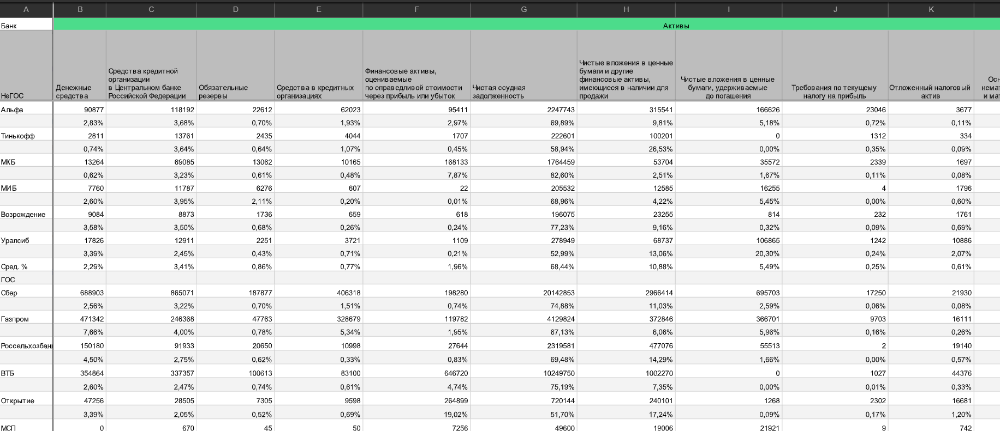 A B C D E F G H I J K
Банк Активы
НеГОС Денежные средства Средства кредитной организации в Центральном банке Российской Федерации Обязательные резервы Средства в кредитных организациях Финансовые активы, оцениваемые по справедливой стоимости через прибыль или убыток Чистая ссудная задолженность Чистые вложения в ценные бумаги и другие финансовые активы, имеющиеся в наличии для продажи Чистые вложения в ценные бумаги, удерживаемые до погашения Требования по текущему налогу на прибыль Отложенный налоговый актив Осн немат и мат
Альфа 90877 118192 22612 62023 95411 2247743 315541 166626 23046 3677
2,83% 3,68% 0,70% 1,93% 2,97% 69,89% 9,81% 5,18% 0,72% 0,11%
Тинькофф 2811 13761 2435 4044 1707 222601 100201 0 1312 334
0,74% 3,64% 0,64% 1,07% 0,45% 58,94% 26,53% 0,00% 0,35% 0,09%
МКБ 13264 69085 13062 10165 168133 1764459 53704 35572 2339 1697
0,62% 3,23% 0,61% 0,48% 7,87% 82,60% 2,51% 1,67% 0,11% 0,08%
МИБ 7760 11787 6276 607 22 205532 12585 16255 4 1796
2,60% 3,95% 2,11% 0,20% 0,01% 68,96% 4,22% 5,45% 0,00% 0,60%
Возрождение 9084 8873 1736 659 618 196075 23255 814 232 1761
3,58% 3,50% 0,68% 0,26% 0,24% 77,23% 9,16% 0,32% 0,09% 0,69%
Уралсиб 17826 12911 2251 3721 1109 278949 68737 106865 1242 10886
3,39% 2,45% 0,43% 0,71% 0,21% 52,99% 13,06% 20,30% 0,24% 2,07%
Сред. % 2,29% 3,41% 0,86% 0,77% 1,96% 68,44% 10,88% 5,49% 0,25% 0,61%
ГОС
Сбер 688903 865071 187877 406318 198280 20142853 2966414 695703 17250 21930
2,56% 3,22% 0,70% 1,51% 0,74% 74,88% 11,03% 2,59% 0,06% 0,08%
Газпром 471342 246368 47763 328679 119782 4129824 372846 366701 9703 16111
7,66% 4,00% 0,78% 5,34% 1,95% 67,13% 6,06% 5,96% 0,16% 0,26%
Россельхозбан 150180 91933 20650 10998 27644 2319581 477076 55513 2 19140
4,50% 2,75% 0,62% 0,33% 0,83% 69,48% 14,29% 1,66% 0,00% 0,57%
ВТБ 354864 337357 100613 83100 646720 10249750 1002270 0 1027 44376
2,60% 2,47% 0,74% 0,61% 4,74% 75,19% 7,35% 0,00% 0,01% 0,33%
Открытие 47256 28505 7305 9598 264899 720144 240101 1268 2302 16681
3,39% 2,05% 0,52% 0,69% 19,02% 51,70% 17,24% 0,09% 0,17% 1,20%
МСП 0 670 45 50 7256 49600 19006 21921 9 742